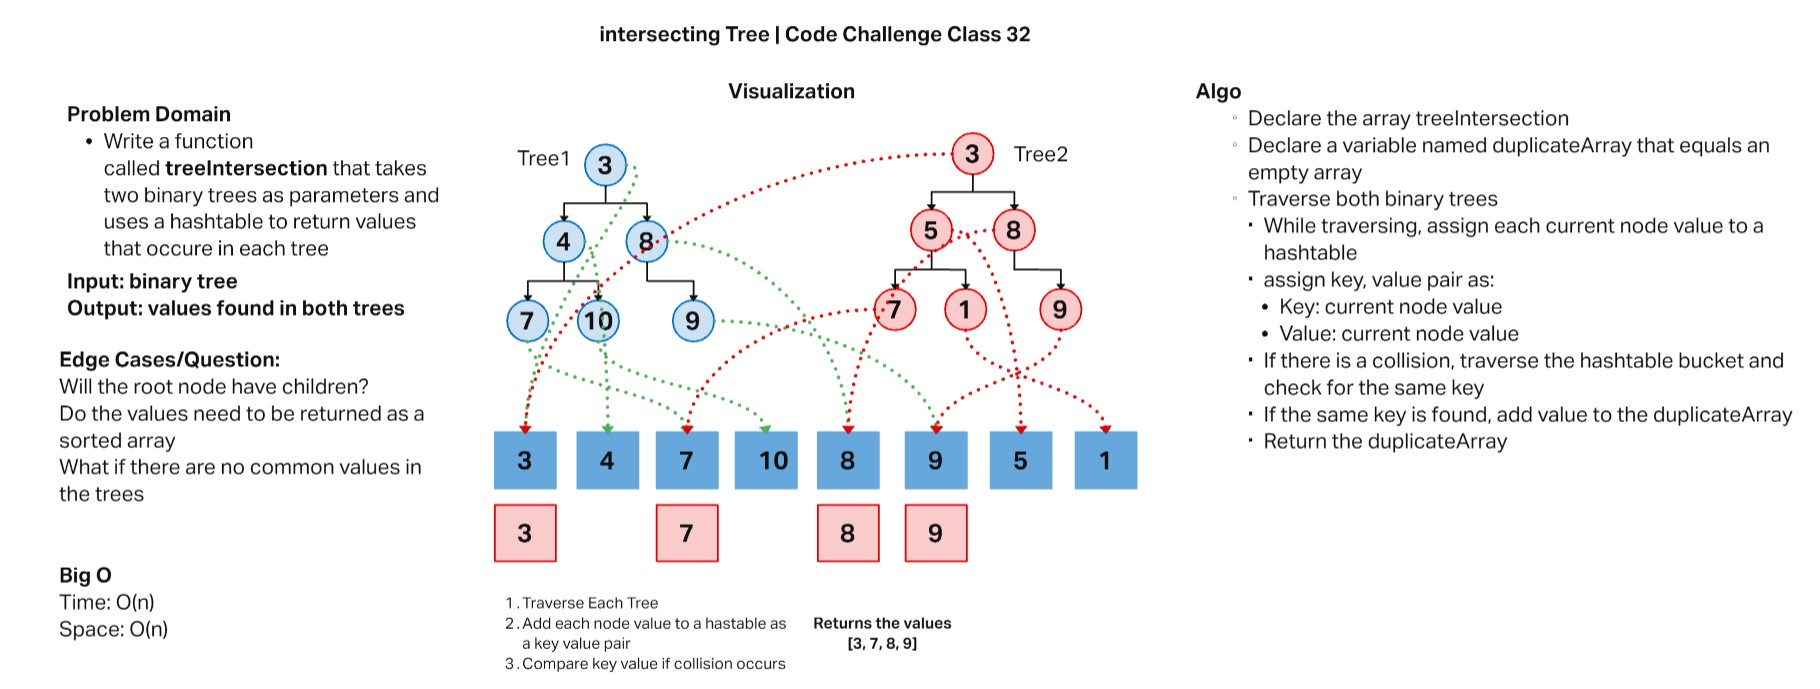 intersecting Tree | Code Challenge Class 32
Problem Domain
• Write a function
called treeIntersection that takes
two binary trees as parameters and
uses a hashtable to return values
that occure in each tree
Input: binary tree
Output: values found in both trees
Edge Cases/Question:
Will the root node have children?
Do the values need to be returned as a
sorted array
What if there are no common values in
the trees
Big O
Time: O(n)
Space: O(n)
Visualization
Tree1
3
4
8
7
10
9
3
Tree2
5
8
7
1
9
3 4 7 10 8 9 5 1
3 7 8 9
1. Traverse Each Tree
2. Add each node value to a hastable as
a key value pair
3. Compare key value if collision occurs
Returns the values
[3, 7, 8, 9]
Algo
◦ Declare the array treeIntersection
◦ Declare a variable named duplicateArray that equals an
empty array
◦ Traverse both binary trees
▪ While traversing, assign each current node value to a
hashtable
▪ assign key, value pair as:
• Key: current node value
• Value: current node value
▪ If there is a collision, traverse the hashtable bucket and
check for the same key
▪ If the same key is found, add value to the duplicateArray
▪ Return the duplicateArray